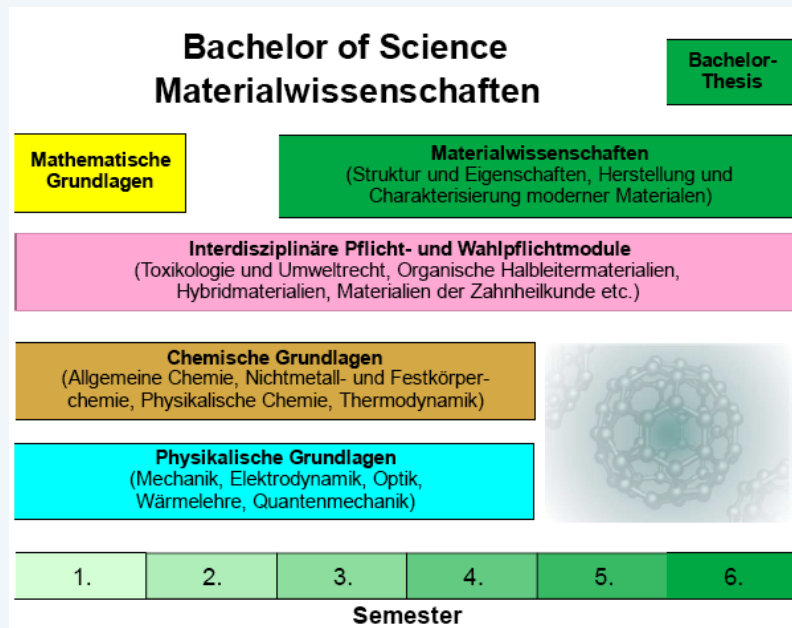 Bachelor of Science
Materialwissenschaften
Bachelor-
Thesis
Mathematische
Grundlagen
Materialwissenschaften
(Struktur und Eigenschaften, Herstellung und
Charakterisierung moderner Materialen)
Interdisziplinäre Pflicht- und Wahlpflichtmodule
(Toxikologie und Umweltrecht, Organische Halbleitermaterialien,
Hybridmaterialien, Materialien der Zahnheilkunde etc.)
Chemische Grundlagen
(Allgemeine Chemie, Nichtmetall- und Festkörper-
chemie, Physikalische Chemie, Thermodynamik)
Physikalische Grundlagen
(Mechanik, Elektrodynamik, Optik,
Wärmelehre, Quantenmechanik)
1. 2. 3. 4. 5. 6.
Semester